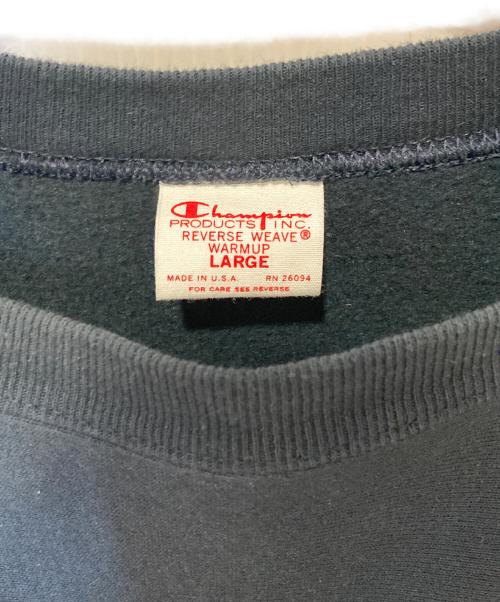 Champion
PRODUCTS INC.
REVERSE WEAVE®
WARMUP
LARGE
MADE IN U.S.A. RN 26094
FOR CARE SEE REVERSE